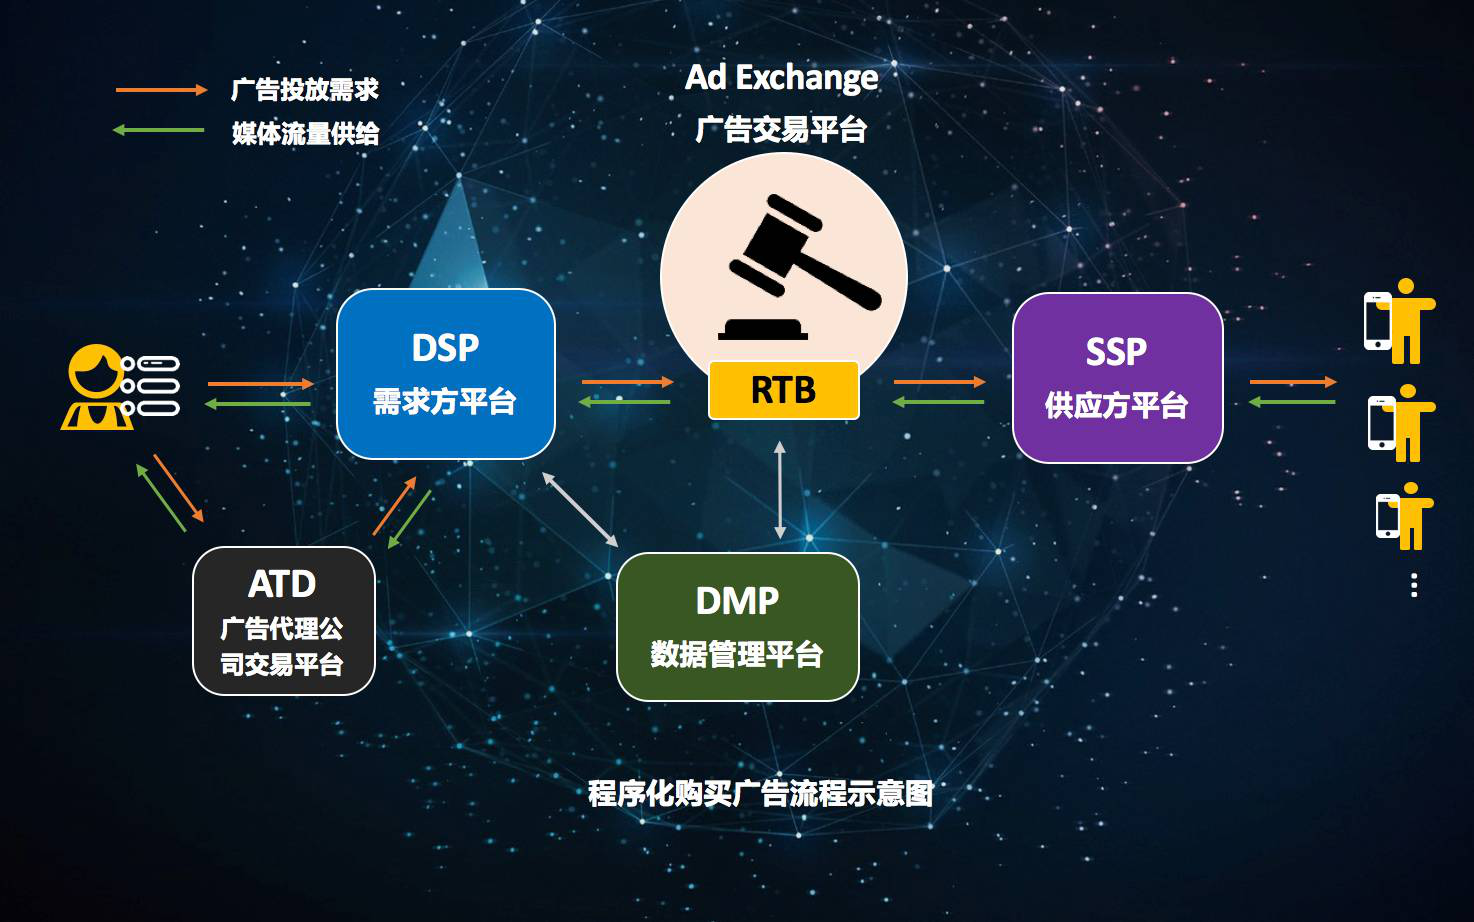 广告投放需求
媒体流量供给
Ad Exchange
广告交易平台
DSP
需求方平台
RTB
SSP
供应方平台
ATD
广告代理公
司交易平台
DMP
数据管理平台
程序化购买广告流程示意图